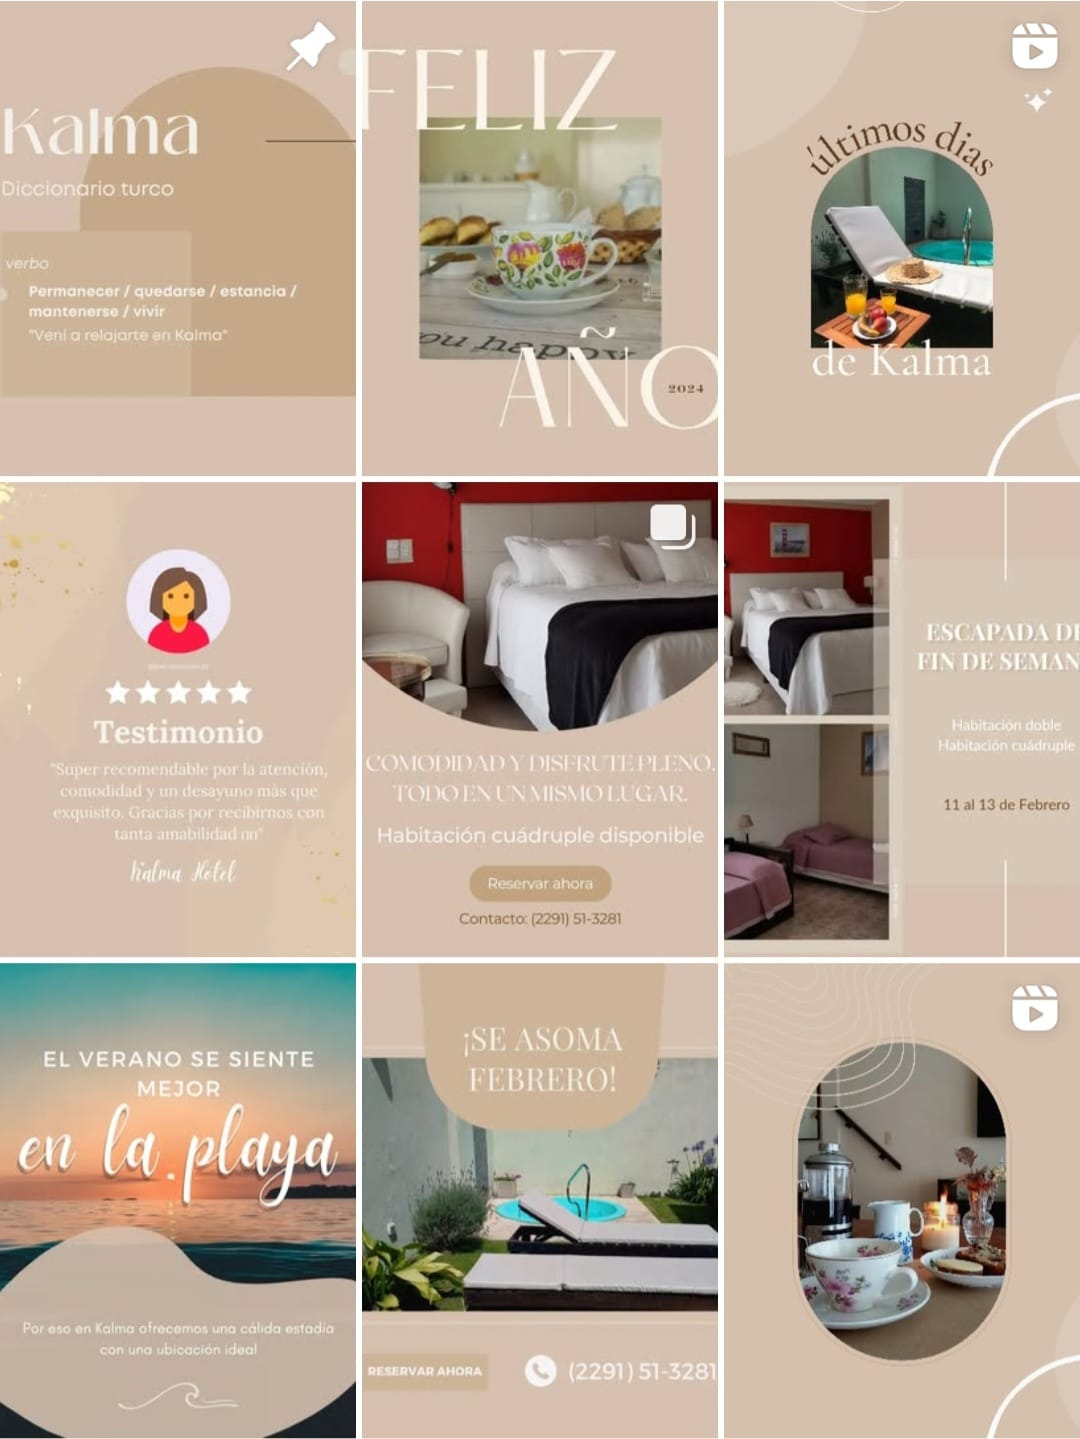 Kalma
Diccionario turco
verbo
Permanecer / quedarse / estancia /
mantenerse / vivir
"Vení a relajarte en Kalma"
FELIZ
you happy
AÑO
2024
últimos dias
de Kalma
Testimonio
"Super recomendable por la atención,
comodidad y un desayuno más que
exquisito. Gracias por recibirnos con
tanta amabilidad nn"
Kalma Hotel
COMODIDAD Y DISFRUTE PLENO.
TODO EN UN MISMO LUGAR.
Habitación cuádruple disponible
Reservar ahora
Contacto: (2291) 51-3281
ESCAPADA DE
FIN DE SEMAN
Habitación doble
Habitación cuádruple
11 al 13 de Febrero
EL VERANO SE SIENTE
MEJOR
en la playa
Por eso en Kalma ofrecemos una cálida estadía
con una ubicación ideal
¡SE ASOMA
FEBRERO!
RESERVAR AHORA
(2291) 51-3281